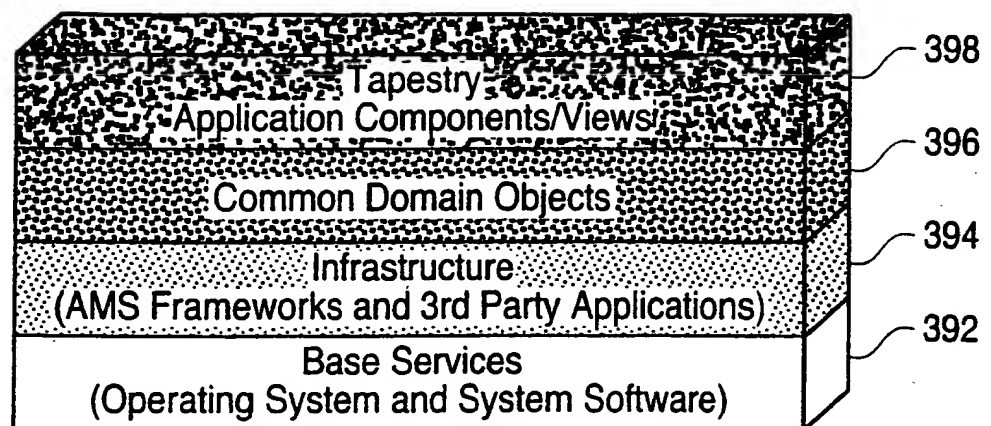 Tapestry
Application Components/Views
398
Common Domain Objects
396
Infrastructure
(AMS Frameworks and 3rd Party Applications)
394
Base Services
(Operating System and System Software)
392